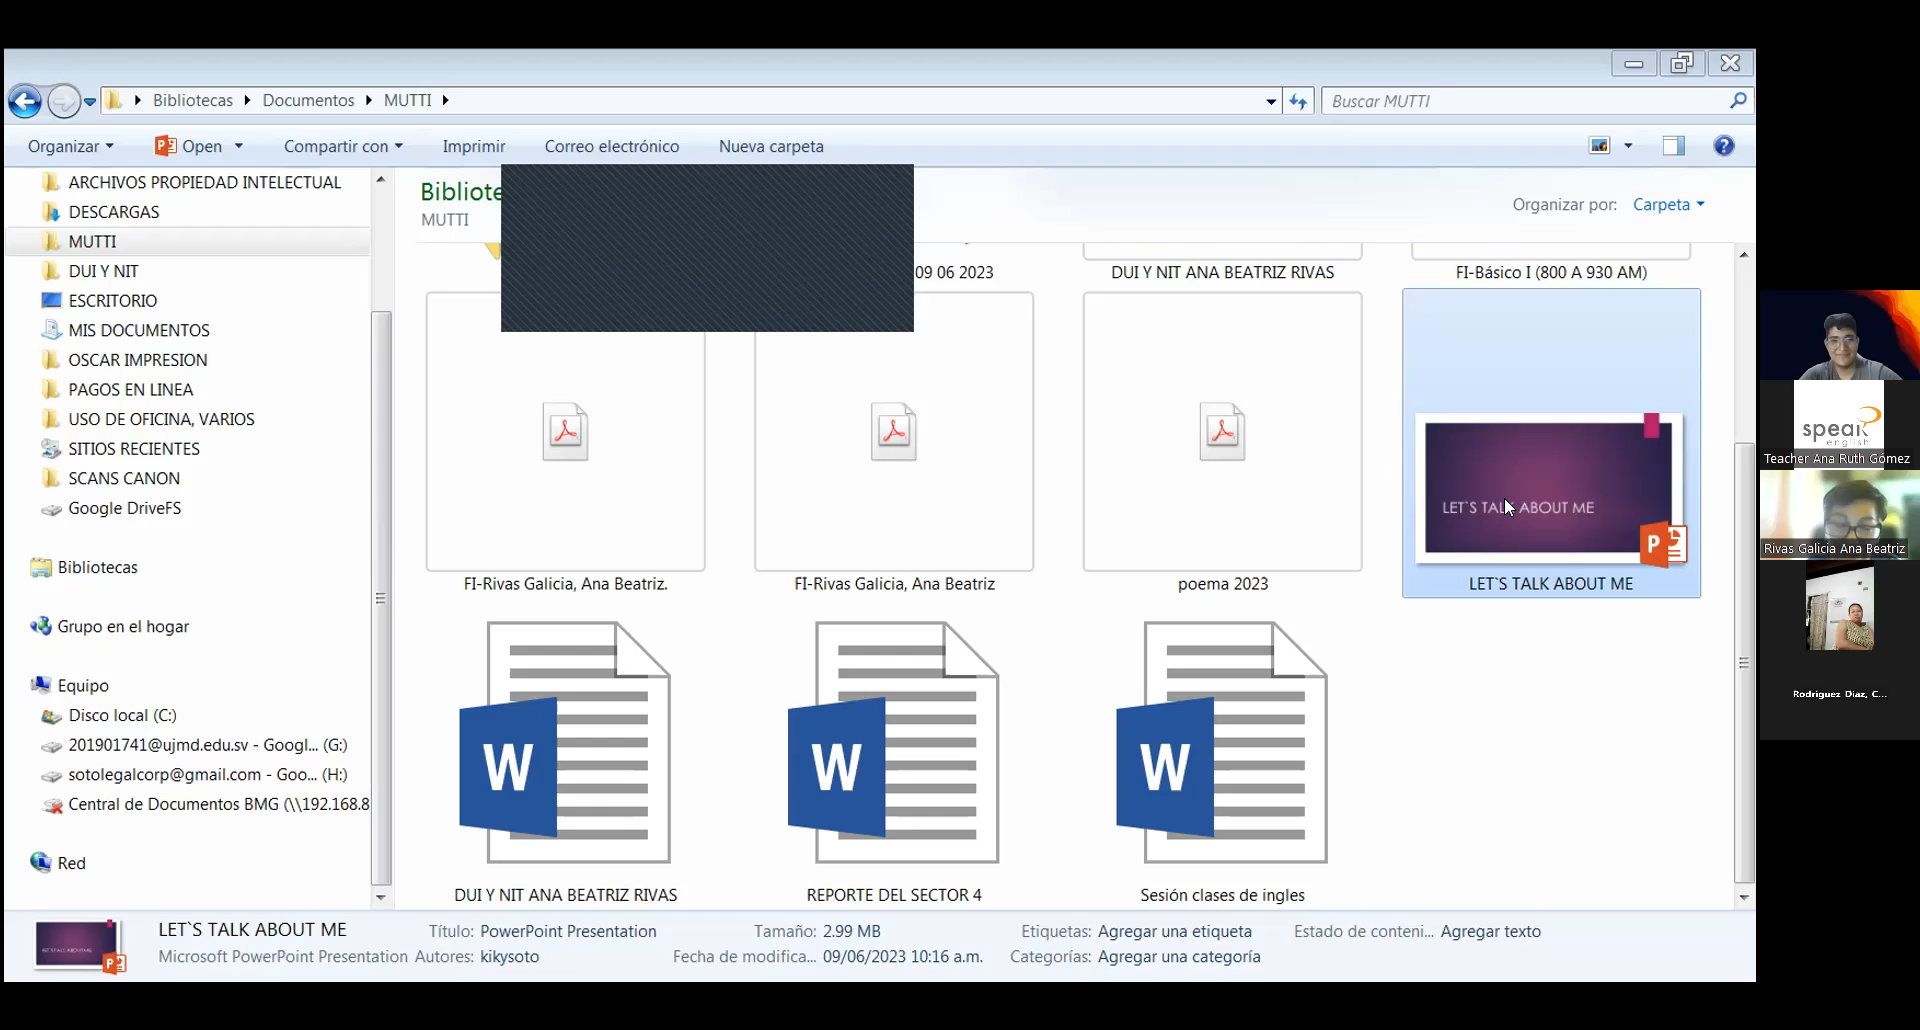 Bibliotecas Documentos MUTTI
Buscar MUTTI
Organizar Open Compartir con Imprimir Correo electrónico Nueva carpeta
ARCHIVOS PROPIEDAD INTELECTUAL
DESCARGAS
MUTTI
DUI Y NIT
ESCRITORIO
MIS DOCUMENTOS
OSCAR IMPRESION
PAGOS EN LINEA
USO DE OFICINA, VARIOS
SITIOS RECIENTES
SCANS CANON
Google DriveFS
Bibliotecas
Grupo en el hogar
Equipo
Disco local (C:)
201901741@ujmd.edu.sv - Googl... (G:)
sotolegalcorp@gmail.com - Goo... (H:)
Central de Documentos BMG (\\192.168.8
Red
MUTTI
Organizar por: Carpeta
09 06 2023
DUI Y NIT ANA BEATRIZ RIVAS
FI-Básico I (800 A 930 AM)
LET`S TALK ABOUT ME
FI-Rivas Galicia, Ana Beatriz.
FI-Rivas Galicia, Ana Beatriz
poema 2023
LET`S TALK ABOUT ME
W
W
W
DUI Y NIT ANA BEATRIZ RIVAS
REPORTE DEL SECTOR 4
Sesión clases de ingles
LET`S TALK ABOUT ME
Título: PowerPoint Presentation
Tamaño: 2.99 MB
Etiquetas: Agregar una etiqueta
Estado de conteni... Agregar texto
Microsoft PowerPoint Presentation
Autores: kikysoto
Fecha de modifica... 09/06/2023 10:16 a.m.
Categorías: Agregar una categoría
speak
english
Teacher Ana Ruth Gómez
Rivas Galicia Ana Beatriz
Rodriguez Diaz, C...